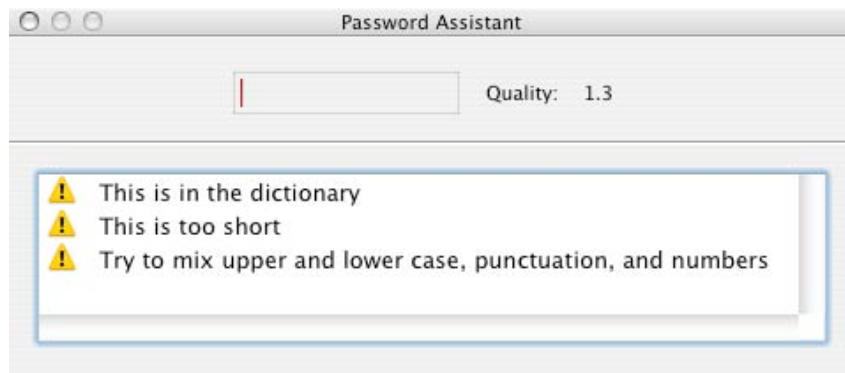 Password Assistant
Quality: 1.3
This is in the dictionary
This is too short
Try to mix upper and lower case, punctuation, and numbers